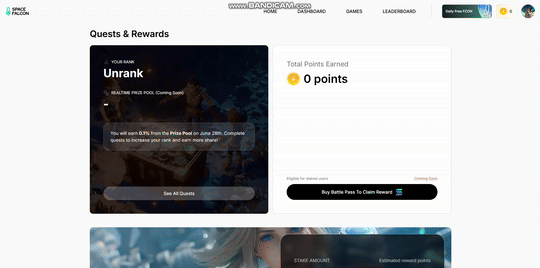 www.BANDICAM.com
SPACE
FALCON
HOME DASHBOARD GAMES LEADERBOARD
Daily Free FCON
0
Quests & Rewards
YOUR RANK
Unrank
REALTIME PRIZE POOL (Coming Soon)
-
You will earn 0.1% from the Prize Pool on June 28th. Complete
quests to increase your rank and earn more share!
See All Quests
Total Points Earned
0 points
Eligible for staked users
Coming Soon
Buy Battle Pass To Claim Reward
STAKE AMOUNT
Estimated reward points